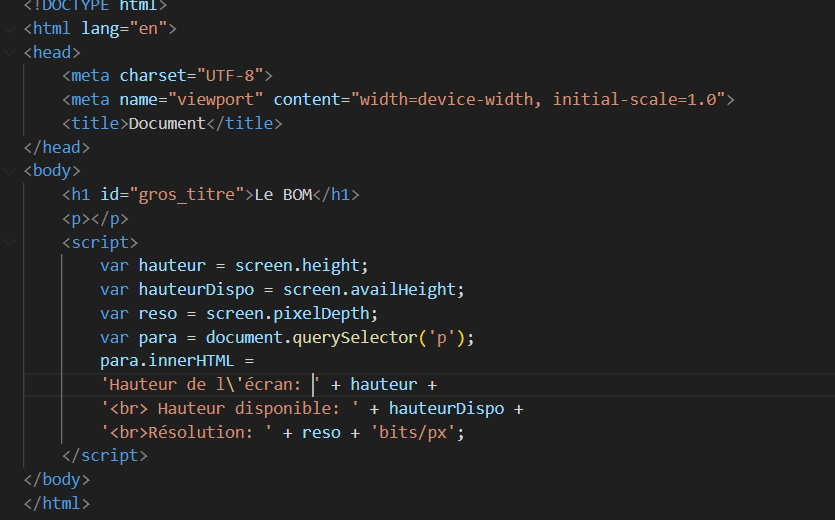 <!DOCTYPE html>
<html lang="en">
<head>
    <meta charset="UTF-8">
    <meta name="viewport" content="width=device-width, initial-scale=1.0">
    <title>Document</title>
</head>
<body>
    <h1 id="gros_titre">Le BOM</h1>
    <p></p>
    <script>
        var hauteur = screen.height;
        var hauteurDispo = screen.availHeight;
        var reso = screen.pixelDepth;
        var para = document.querySelector('p');
        para.innerHTML =
        'Hauteur de l\'écran: ' + hauteur +
        '<br> Hauteur disponible: ' + hauteurDispo +
        '<br>Résolution: ' + reso + 'bits/px';
    </script>
</body>
</html>